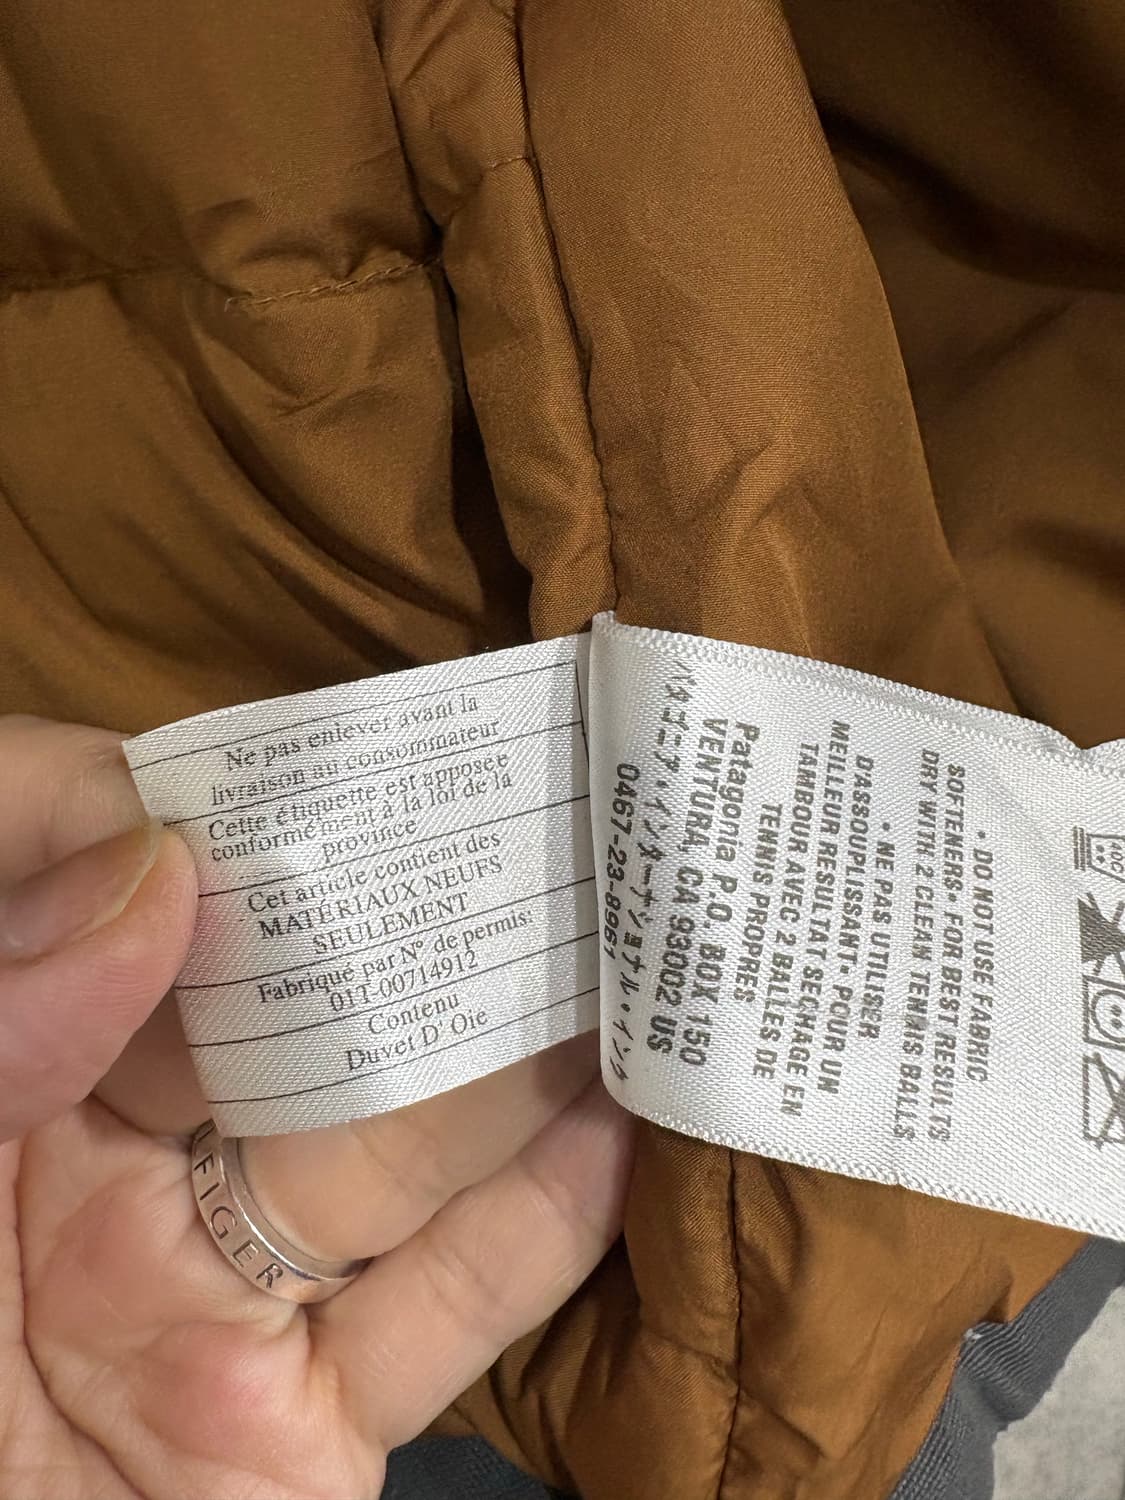 Ne pas enlever avant la
livraison au consommateur
Cette étiquette est apposée
conformément à la loi de la
province
Cet article contient des
MATÉRIAUX NEUFS
SEULEMENT
Fabriqué par N° de permis:
01T-00714912
Contenu
Duvet D' Oie
• DO NOT USE FABRIC
SOFTENERS • FOR BEST RESULTS
DRY WITH 2 CLEAN TENNIS BALLS
• NE PAS UTILISER
D'ASSOUPLISSANT • POUR UN
MEILLEUR RESULTAT SECHAGE EN
TAMBOUR AVEC 2 BALLES DE
TENNIS PROPRES
Patagonia P.O. BOX 150
VENTURA, CA 93002 US
パタゴニア・インターナショナル・インク
0467-23-8961
FIGER